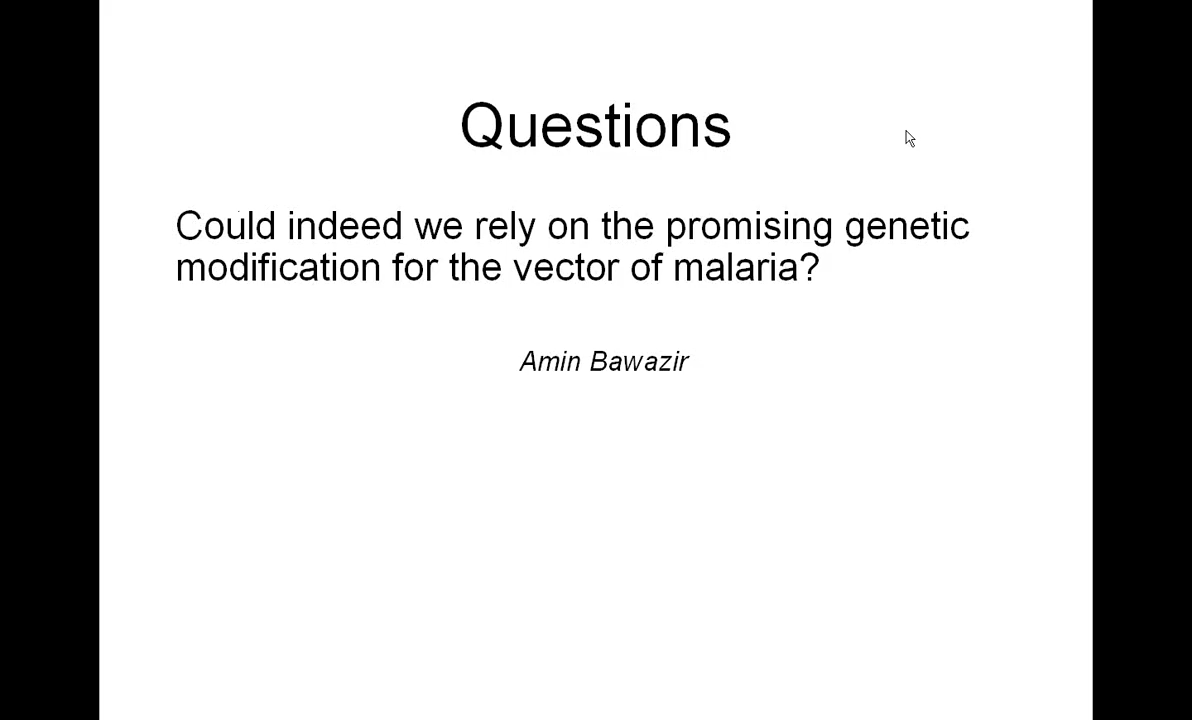 Questions
Could indeed we rely on the promising genetic
modification for the vector of malaria?
Amin Bawazir